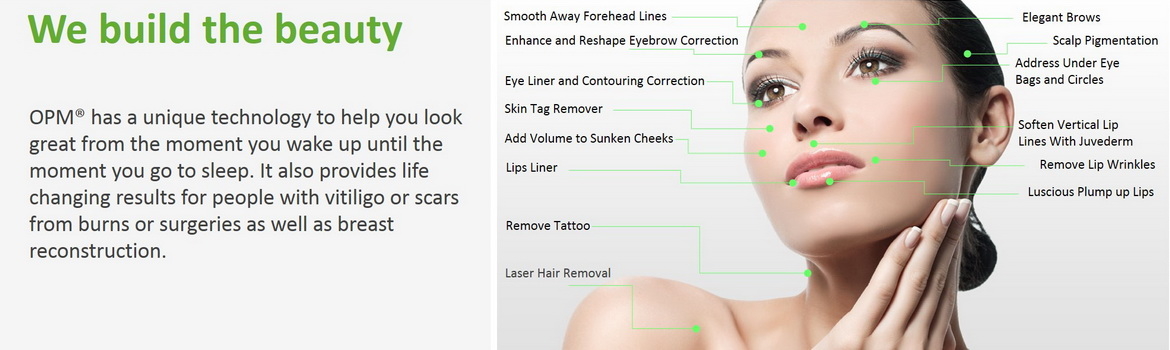 We build the beauty
OPM® has a unique technology to help you look
great from the moment you wake up until the
moment you go to sleep. It also provides life
changing results for people with vitiligo or scars
from burns or surgeries as well as breast
reconstruction.
Smooth Away Forehead Lines
Enhance and Reshape Eyebrow Correction
Eye Liner and Contouring Correction
Skin Tag Remover
Add Volume to Sunken Cheeks
Lips Liner
Remove Tattoo
Laser Hair Removal
Elegant Brows
Scalp Pigmentation
Address Under Eye
Bags and Circles
Soften Vertical Lip
Lines With Juvederm
Remove Lip Wrinkles
Luscious Plump up Lips